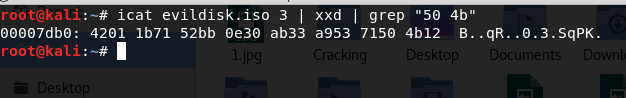 root@kali:~# icat evildisk.iso 3 | xxd | grep "50 4b"
00007db0: 4201 1b71 52bb 0e30 ab33 a953 7150 4b12  B..qR..0.3.SqPK.
root@kali:~#
1.jpg
Cracking
Desktop
Documents
Downlo
Desktop